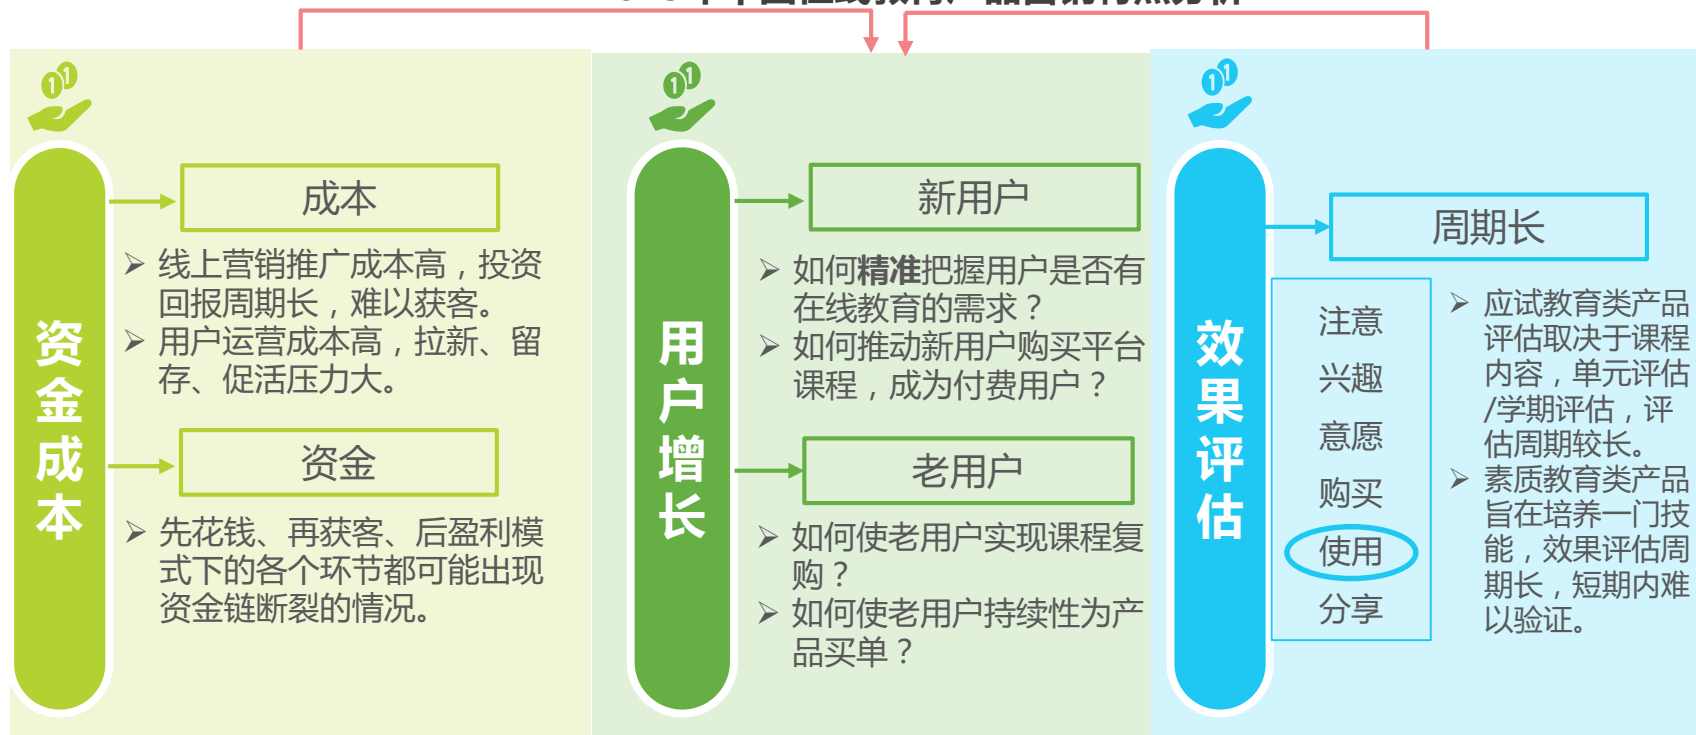 资金成本
成本
➢ 线上营销推广成本高，投资
回报周期长，难以获客。
➢ 用户运营成本高，拉新、留
存、促活压力大。
资金
➢ 先花钱、再获客、后盈利模
式下的各个环节都可能出现
资金链断裂的情况。
用户增长
新用户
➢ 如何精准把握用户是否有
在线教育的需求？
➢ 如何推动新用户购买平台
课程，成为付费用户？
老用户
➢ 如何使老用户实现课程复
购？
➢ 如何使老用户持续性为产
品买单？
效果评估
周期长
注意
兴趣
意愿
购买
使用
分享
➢ 应试教育类产品
评估取决于课程
内容，单元评估
/学期评估，评
估周期较长。
➢ 素质教育类产品
旨在培养一门技
能，效果评估周
期长，短期内难
以验证。